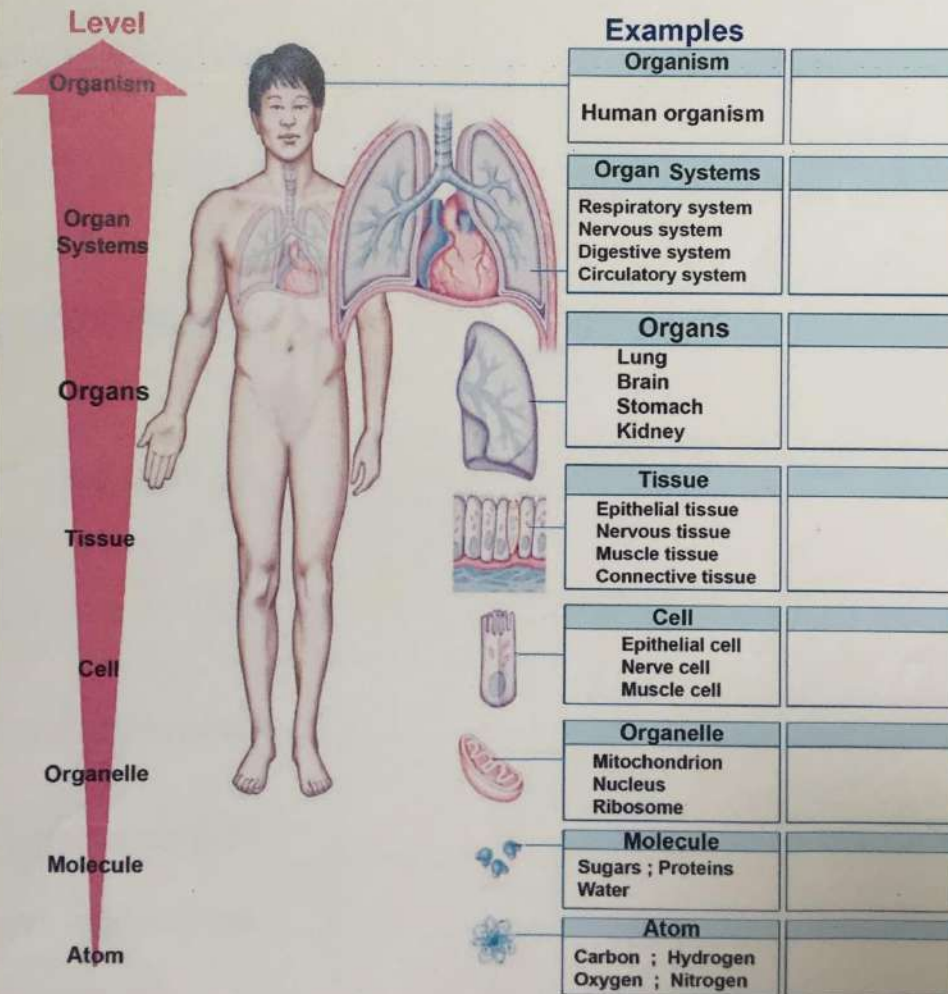 Level
Organism
Organ
Systems
Organs
Tissue
Cell
Organelle
Molecule
Atom
Examples
Organism
Human organism
Organ Systems
Respiratory system
Nervous system
Digestive system
Circulatory system
Organs
Lung
Brain
Stomach
Kidney
Tissue
Epithelial tissue
Nervous tissue
Muscle tissue
Connective tissue
Cell
Epithelial cell
Nerve cell
Muscle cell
Organelle
Mitochondrion
Nucleus
Ribosome
Molecule
Sugars ; Proteins
Water
Atom
Carbon ; Hydrogen
Oxygen ; Nitrogen